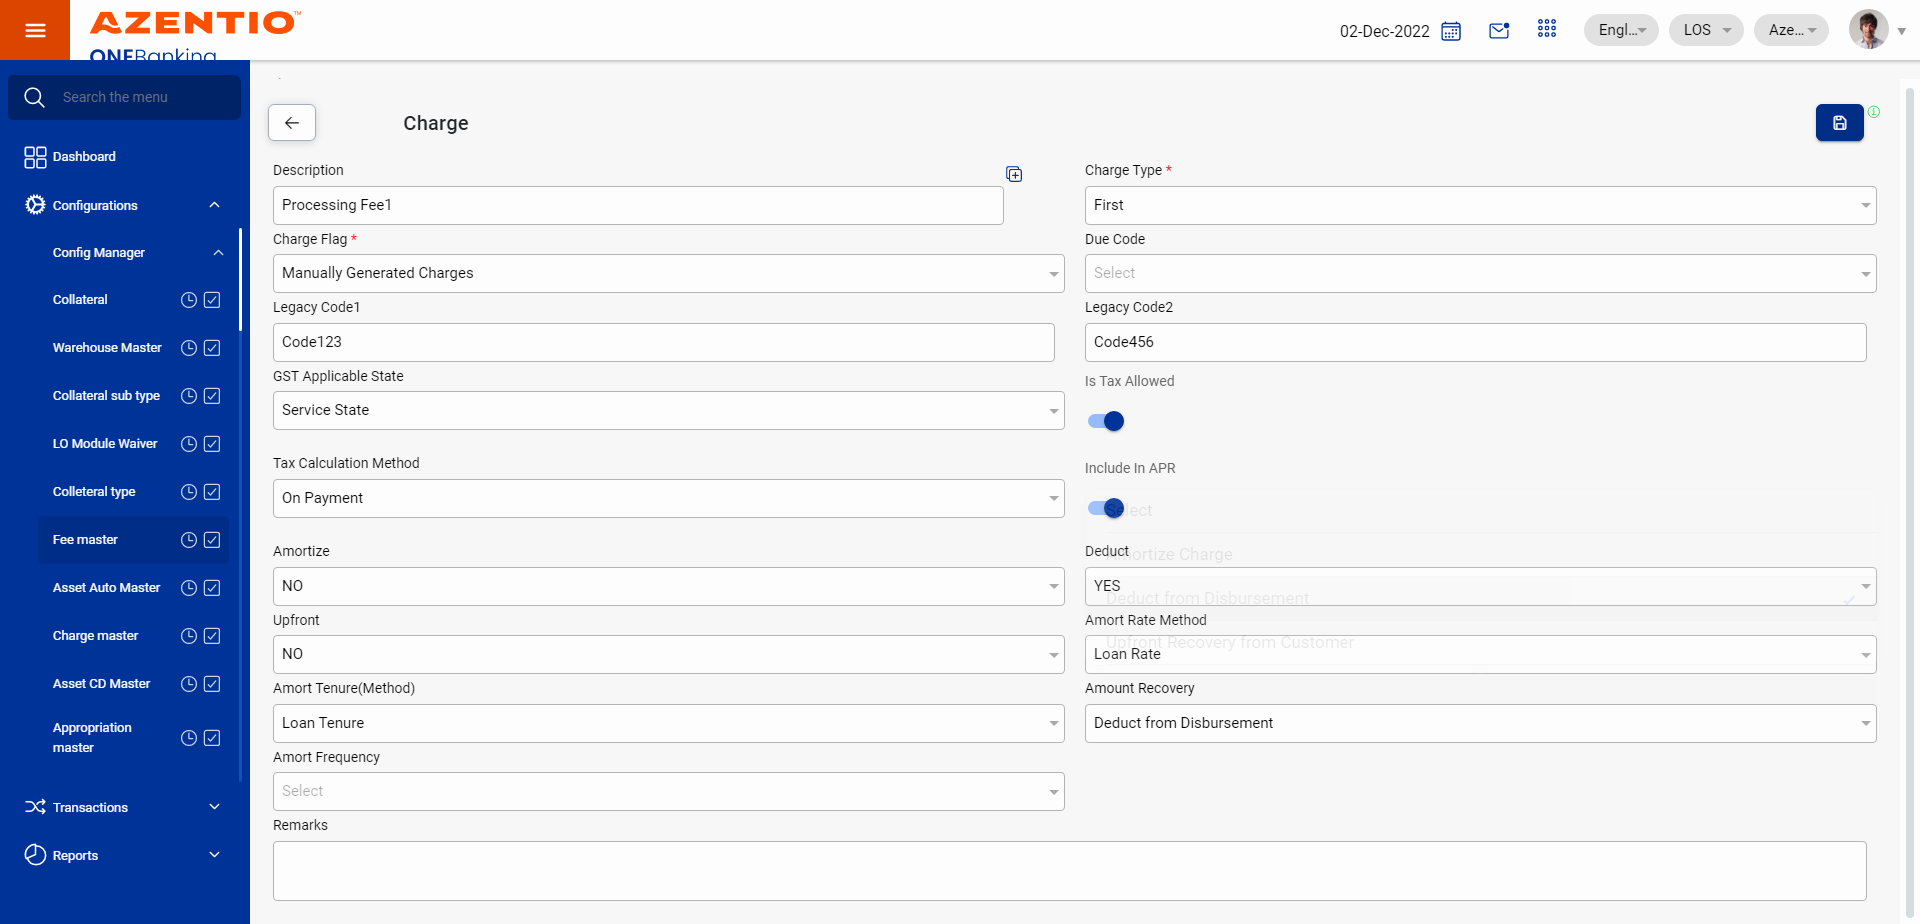 AZENTIO™
ONEBanking
02-Dec-2022
Engl...
LOS
Aze...
Search the menu
Dashboard
Configurations
Config Manager
Collateral
Warehouse Master
Collateral sub type
LO Module Waiver
Colleteral type
Fee master
Asset Auto Master
Charge master
Asset CD Master
Appropriation
master
Transactions
Reports
Charge
Description
Processing Fee1
Charge Type *
First
Charge Flag *
Manually Generated Charges
Due Code
Select
Legacy Code1
Code123
Legacy Code2
Code456
GST Applicable State
Service State
Is Tax Allowed
Tax Calculation Method
On Payment
Include In APR
Select
Amortize
NO
Amortize Charge
Deduct
YES
Deduct from Disbursement
Upfront
NO
Amort Rate Method
Upfront Recovery from Customer
Loan Rate
Amort Tenure(Method)
Loan Tenure
Amount Recovery
Deduct from Disbursement
Amort Frequency
Select
Remarks